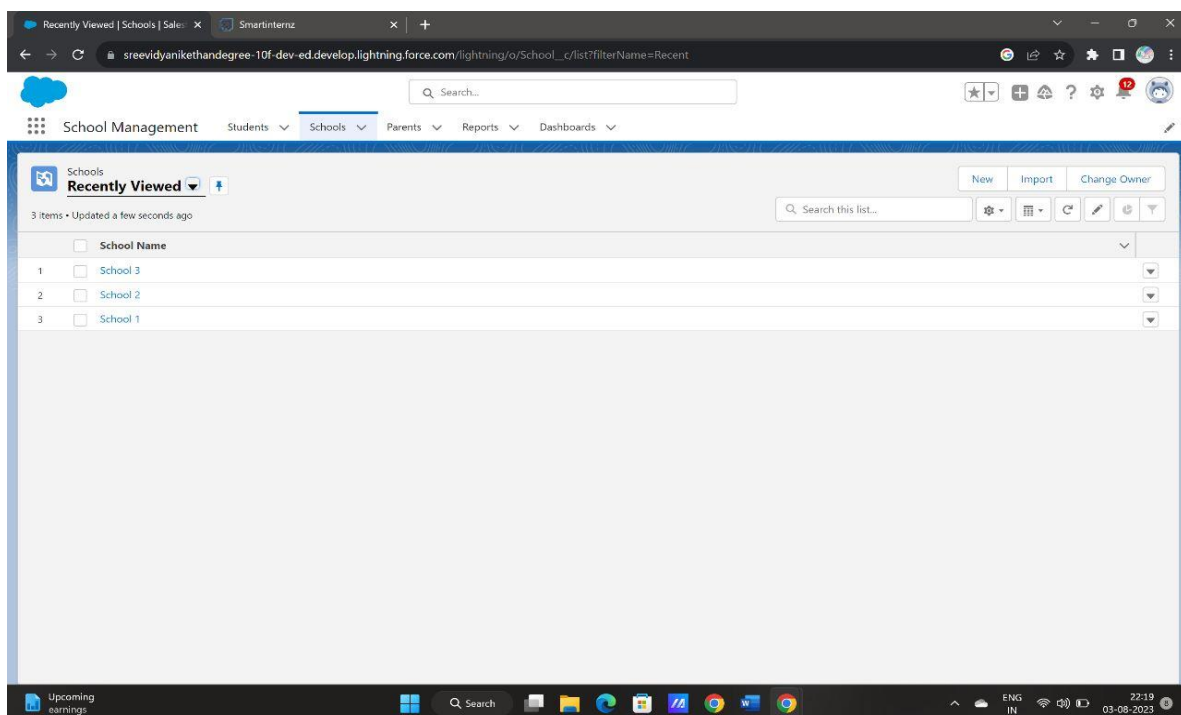 Recently Viewed | Schools | Sales
Smartinternz
sreevidyanikethandegree-10f-dev-ed.develop.lightning.force.com/lightning/o/School__c/list?filterName=Recent
Search...
12
School Management
Students
Schools
Parents
Reports
Dashboards
Schools
Recently Viewed
New
Import
Change Owner
3 items • Updated a few seconds ago
Search this list...
School Name
1 School 3
2 School 2
3 School 1
Upcoming
earnings
Search
ENG
IN
22:19
03-08-2023
8